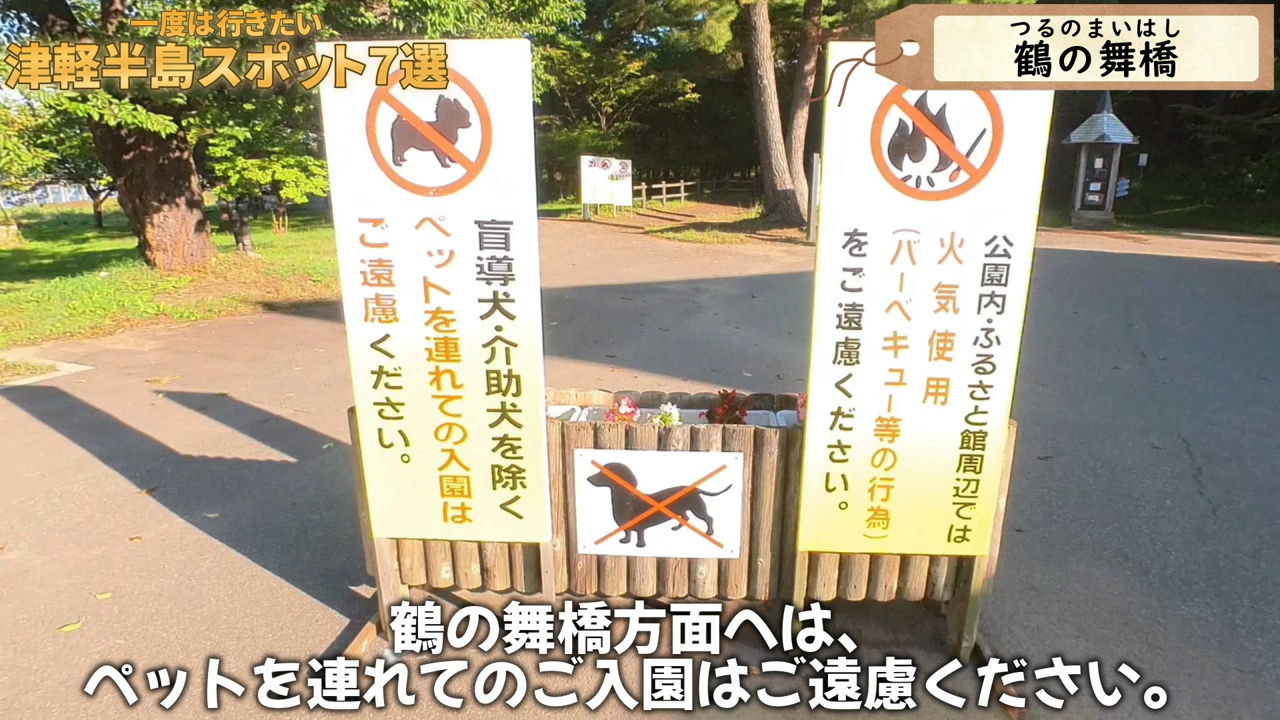 一度は行きたい
津軽半島スポット7選
つるのまいはし
鶴の舞橋
盲導犬・介助犬を除く
ペットを連れての入園は
ご遠慮ください。
公園内・ふるさと館周辺では
火気使用
（バーベキュー等の行為）
をご遠慮ください。
鶴の舞橋方面へは、
ペットを連れてのご入園はご遠慮ください。